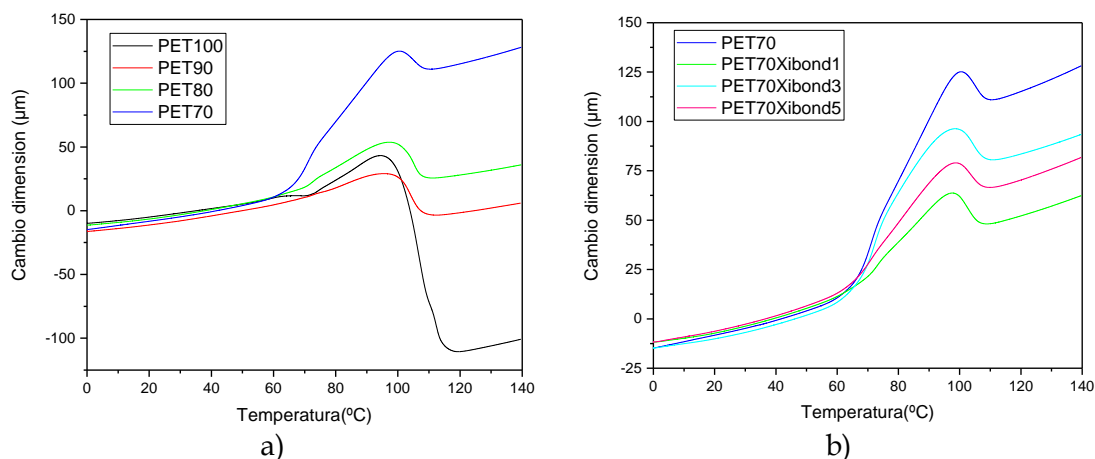 150
100
50
0
-50
-100
0
20
40
60
80
100
120
140
Cambio dimension (µm)
Temperatura(ºC)
PET100
PET90
PET80
PET70
a)
150
125
100
75
50
25
0
-25
0
20
40
60
80
100
120
140
Cambio dimension (µm)
Temperatura(ºC)
PET70
PET70Xibond1
PET70Xibond3
PET70Xibond5
b)